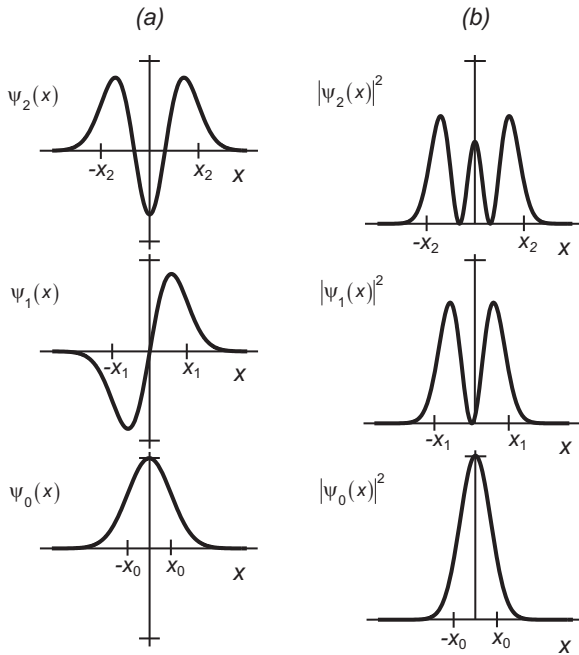 (a)
ψ₂(x)
-x₂
x₂
x
ψ₁(x)
-x₁
x₁
x
ψ₀(x)
-x₀
x₀
x
(b)
|ψ₂(x)|²
-x₂
x₂
x
|ψ₁(x)|²
-x₁
x₁
x
|ψ₀(x)|²
-x₀
x₀
x